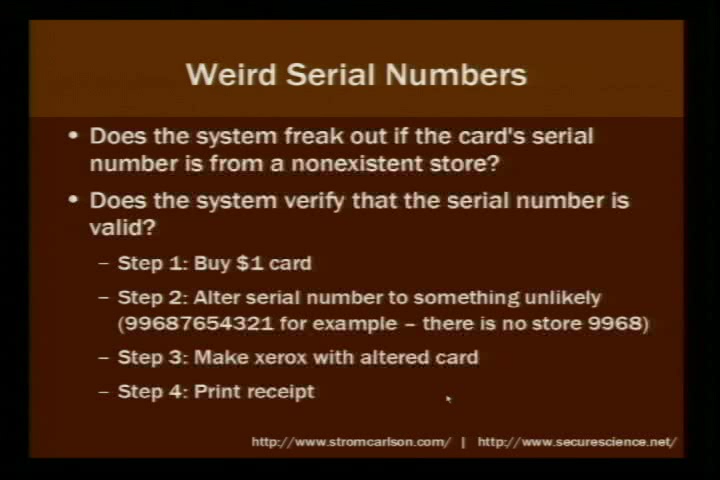 Weird Serial Numbers
• Does the system freak out if the card's serial
number is from a nonexistent store?
• Does the system verify that the serial number is
valid?
– Step 1: Buy $1 card
– Step 2: Alter serial number to something unlikely
(99687654321 for example – there is no store 9968)
– Step 3: Make xerox with altered card
– Step 4: Print receipt
http://www.stromcarlson.com/ | http://www.securescience.net/